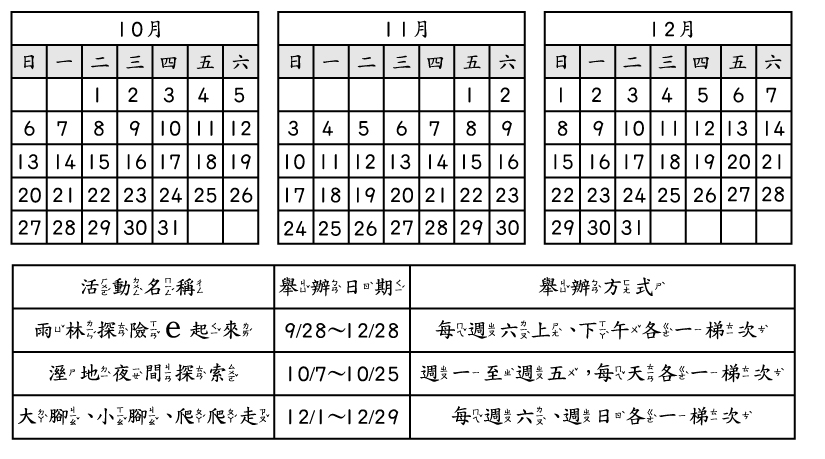 10月
日 一 二 三 四 五 六
1 2 3 4 5
6 7 8 9 10 11 12
13 14 15 16 17 18 19
20 21 22 23 24 25 26
27 28 29 30 31
11月
日 一 二 三 四 五 六
1 2
3 4 5 6 7 8 9
10 11 12 13 14 15 16
17 18 19 20 21 22 23
24 25 26 27 28 29 30
12月
日 一 二 三 四 五 六
1 2 3 4 5 6 7
8 9 10 11 12 13 14
15 16 17 18 19 20 21
22 23 24 25 26 27 28
29 30 31
活動名稱 舉辦日期 舉辦方式
雨林探險e起來 9/28～12/28 每週六上、下午各一梯次
溼地夜間探索 10/7～10/25 週一至週五，每天各一梯次
大腳、小腳、爬爬走 12/1～12/29 每週六、週日各一梯次